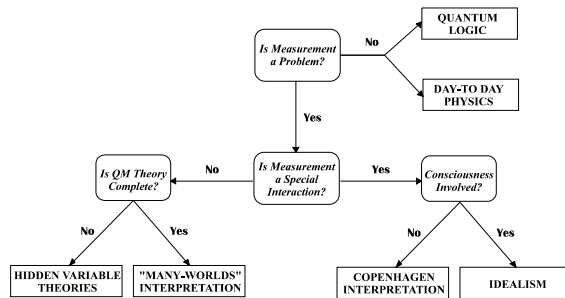 QUANTUM
LOGIC
Is Measurement
a Problem?
No
DAY-TO DAY
PHYSICS
Yes
Is QM Theory
Complete?
No
Is Measurement
a Special
Interaction?
Yes
Consciousness
Involved?
No
Yes
No
Yes
HIDDEN VARIABLE
THEORIES
"MANY-WORLDS"
INTERPRETATION
COPENHAGEN
INTERPRETATION
IDEALISM